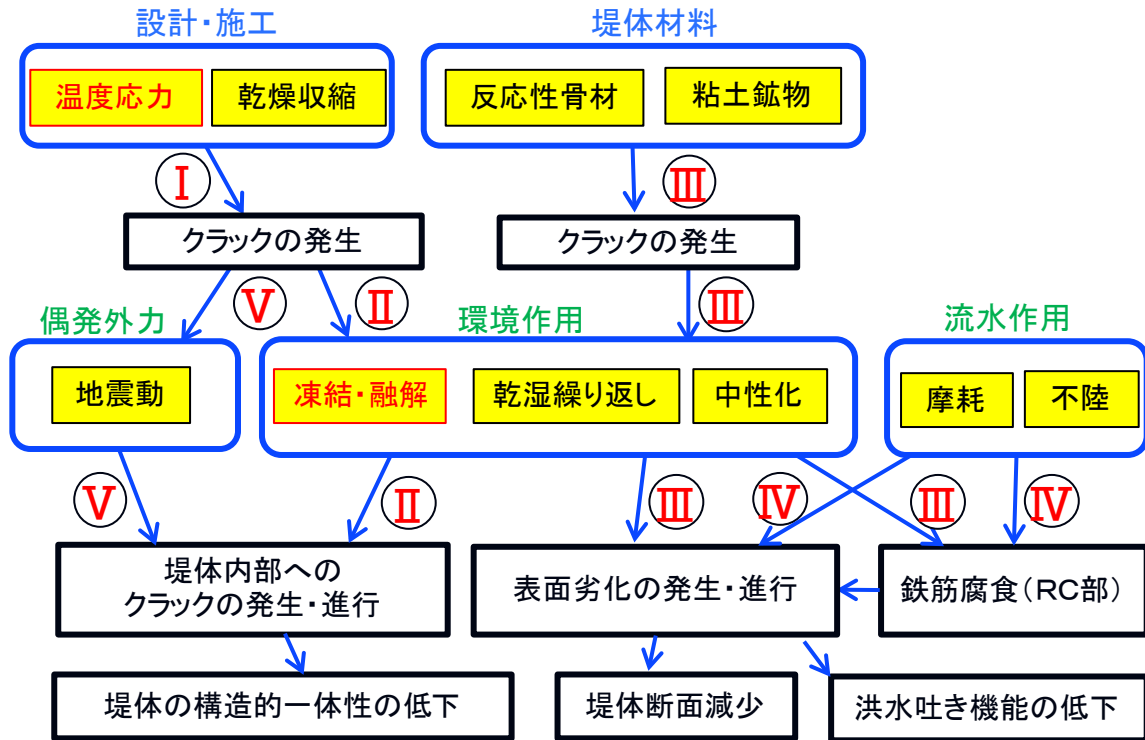 設計・施工
堤体材料
温度応力
乾燥収縮
反応性骨材
粘土鉱物
Ⅰ
Ⅲ
クラックの発生
クラックの発生
Ⅴ
Ⅱ
Ⅲ
偶発外力
環境作用
流水作用
地震動
凍結・融解
乾湿繰り返し
中性化
摩耗
不陸
Ⅴ
Ⅱ
Ⅲ
Ⅳ
Ⅲ
Ⅳ
堤体内部への
クラックの発生・進行
表面劣化の発生・進行
鉄筋腐食(RC部)
堤体の構造的一体性の低下
堤体断面減少
洪水吐き機能の低下